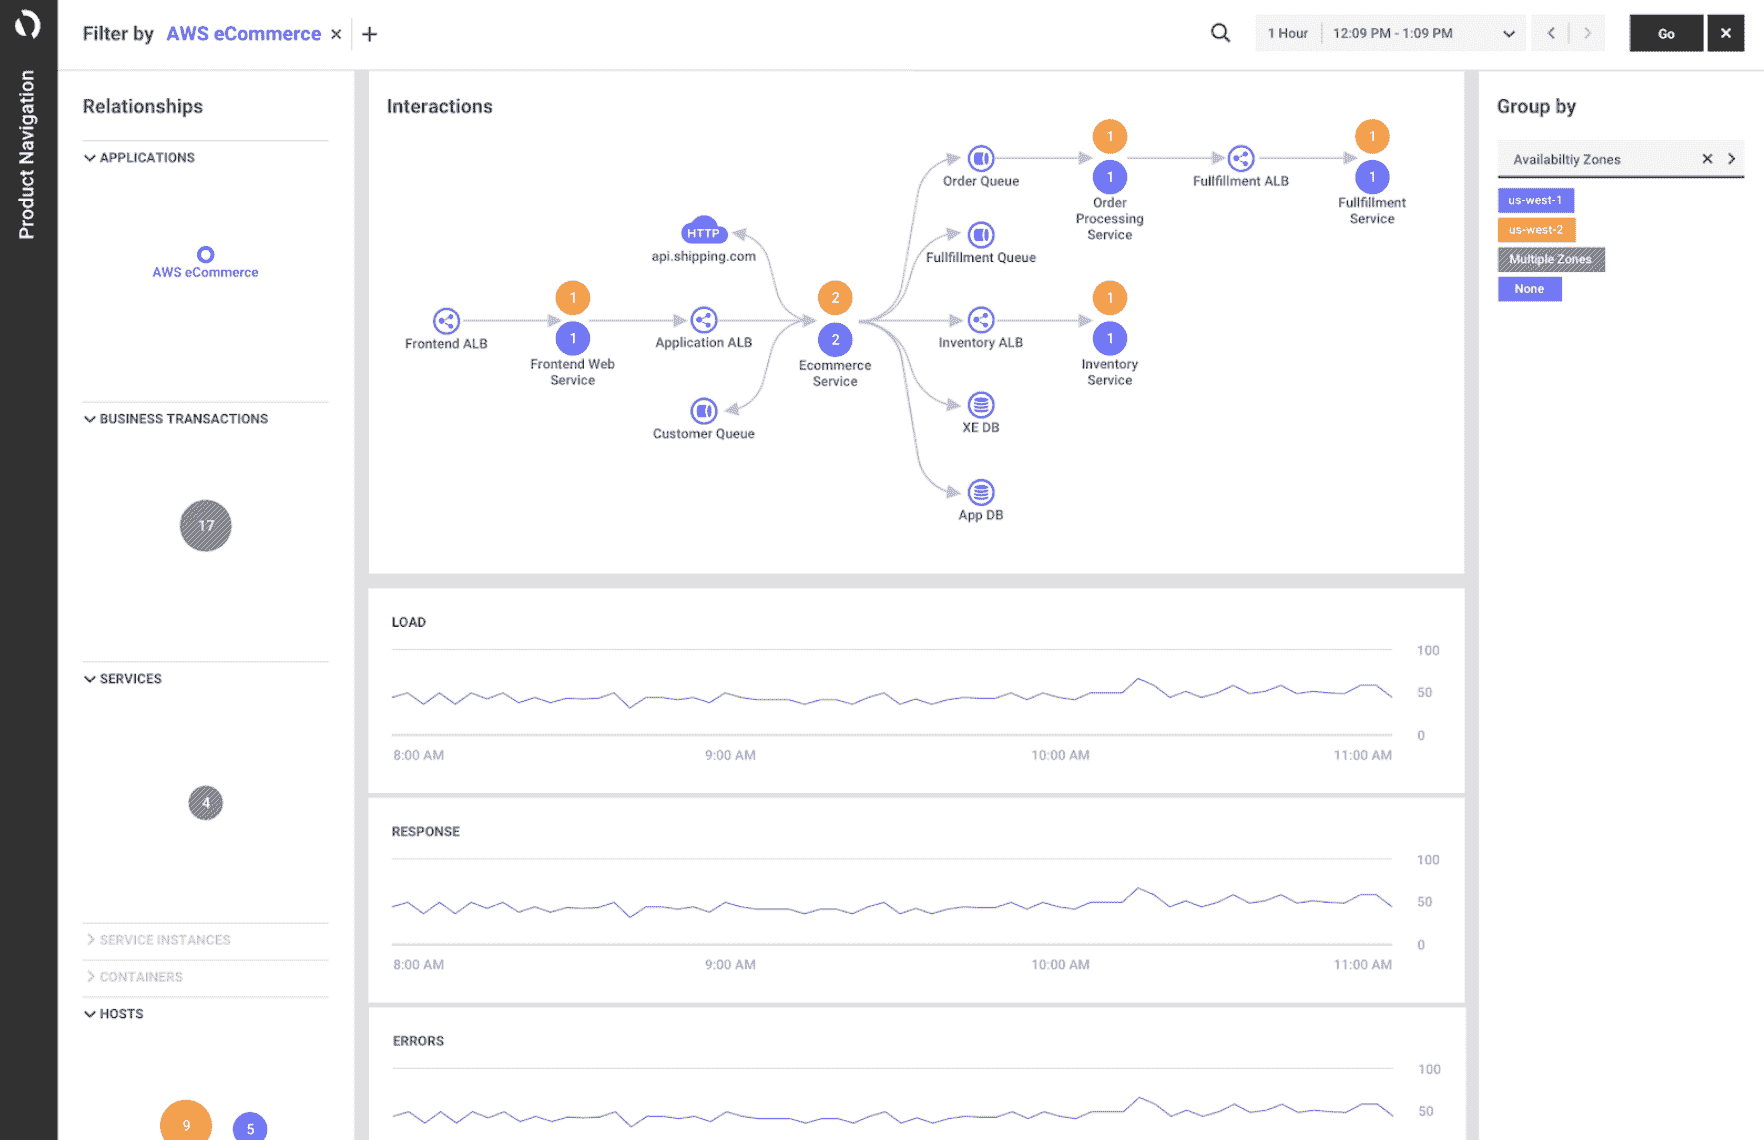 Product Navigation
Filter by AWS eCommerce
1 Hour 12:09 PM - 1:09 PM
Go
Relationships
APPLICATIONS
AWS eCommerce
BUSINESS TRANSACTIONS
17
SERVICES
4
SERVICE INSTANCES
CONTAINERS
HOSTS
9
5
Interactions
Frontend ALB
1
1
Frontend Web
Service
HTTP
api.shipping.com
Application ALB
Customer Queue
2
2
Ecommerce
Service
Order Queue
Fullfillment Queue
Inventory ALB
XE DB
App DB
1
1
Order
Processing
Service
1
1
Inventory
Service
Fullfillment ALB
1
1
Fullfillment
Service
LOAD
100
50
0
8:00 AM
9:00 AM
10:00 AM
11:00 AM
RESPONSE
100
50
0
8:00 AM
9:00 AM
10:00 AM
11:00 AM
ERRORS
100
50
Group by
Availabiltiy Zones
us-west-1
us-west-2
Multiple Zones
None